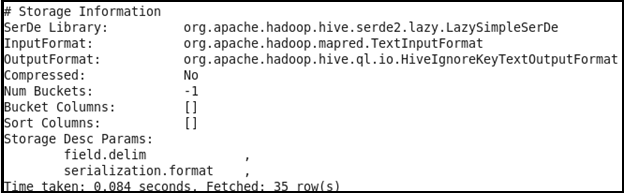 # Storage Information
SerDe Library: org.apache.hadoop.hive.serde2.lazy.LazySimpleSerDe
InputFormat: org.apache.hadoop.mapred.TextInputFormat
OutputFormat: org.apache.hadoop.hive.ql.io.HiveIgnoreKeyTextOutputFormat
Compressed: No
Num Buckets: -1
Bucket Columns: []
Sort Columns: []
Storage Desc Params:
field.delim ,
serialization.format ,
Time taken: 0.084 seconds, Fetched: 35 row(s)